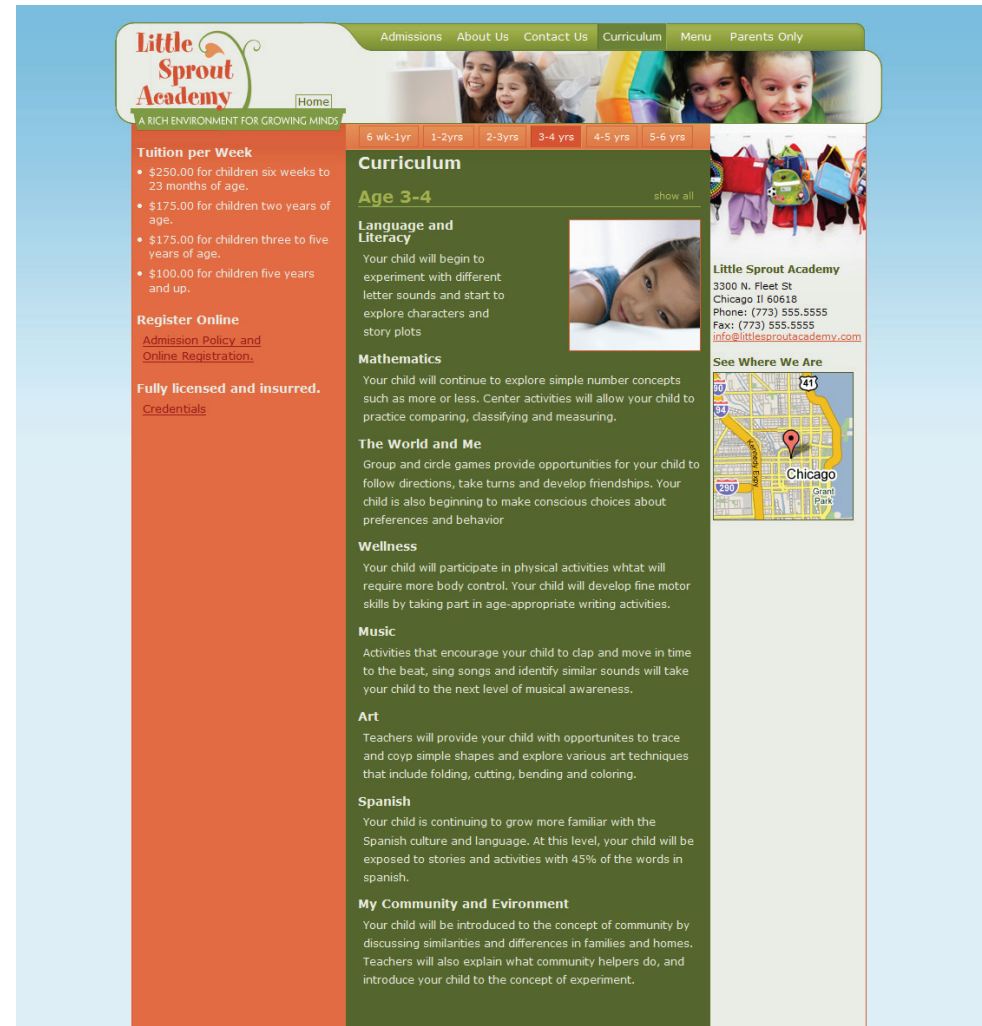 Little
Sprout
Academy
Home
A RICH ENVIRONMENT FOR GROWING MINDS
Admissions About Us Contact Us Curriculum Menu Parents Only
Tuition per Week
• $250.00 for children six weeks to
23 months of age.
• $175.00 for children two years of
age.
• $175.00 for children three to five
years of age.
• $100.00 for children five years
and up.
Register Online
Admission Policy and
Online Registration.
Fully licensed and insurred.
Credentials
6 wk-1yr 1-2yrs 2-3yrs 3-4 yrs 4-5 yrs 5-6 yrs
Curriculum
Age 3-4 show all
Language and
Literacy
Your child will begin to
experiment with different
letter sounds and start to
explore characters and
story plots
Mathematics
Your child will continue to explore simple number concepts
such as more or less. Center activities will allow your child to
practice comparing, classifying and measuring.
The World and Me
Group and circle games provide opportunities for your child to
follow directions, take turns and develop friendships. Your
child is also beginning to make conscious choices about
preferences and behavior
Wellness
Your child will participate in physical activities whtat will
require more body control. Your child will develop fine motor
skills by taking part in age-appropriate writing activities.
Music
Activities that encourage your child to clap and move in time
to the beat, sing songs and identify similar sounds will take
your child to the next level of musical awareness.
Art
Teachers will provide your child with opportunites to trace
and coyp simple shapes and explore various art techniques
that include folding, cutting, bending and coloring.
Spanish
Your child is continuing to grow more familiar with the
Spanish culture and language. At this level, your child will be
exposed to stories and activities with 45% of the words in
spanish.
My Community and Evironment
Your child will be introduced to the concept of community by
discussing similarities and differences in families and homes.
Teachers will also explain what community helpers do, and
introduce your child to the concept of experiment.
Little Sprout Academy
3300 N. Fleet St
Chicago Il 60618
Phone: (773) 555.5555
Fax: (773) 555.5555
info@littlesproutacademy.com
See Where We Are
90
41
94
Kennedy Expy
Chicago
290
Grant
Park